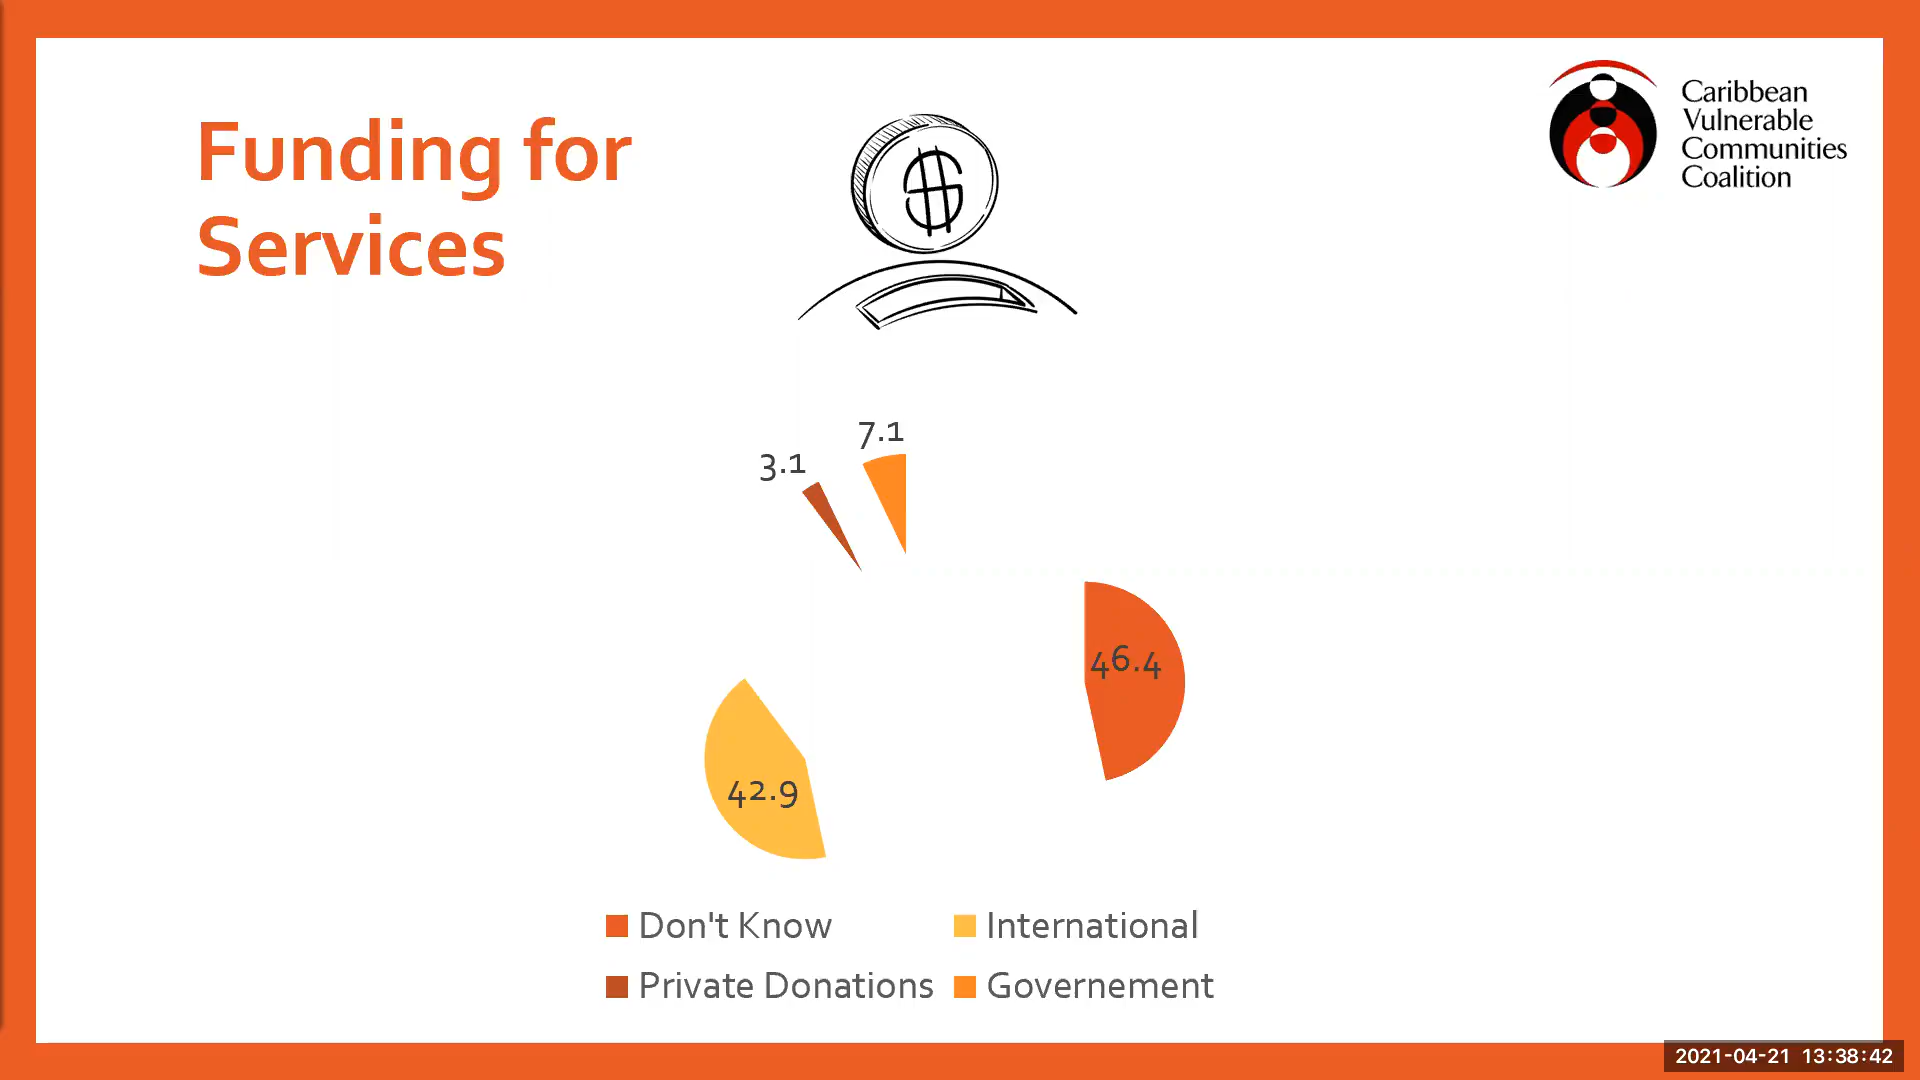 Funding for
Services
Caribbean
Vulnerable
Communities
Coalition
$
7.1
3.1
46.4
42.9
Don't Know
International
Private Donations
Governement
2021-04-21 13:38:42